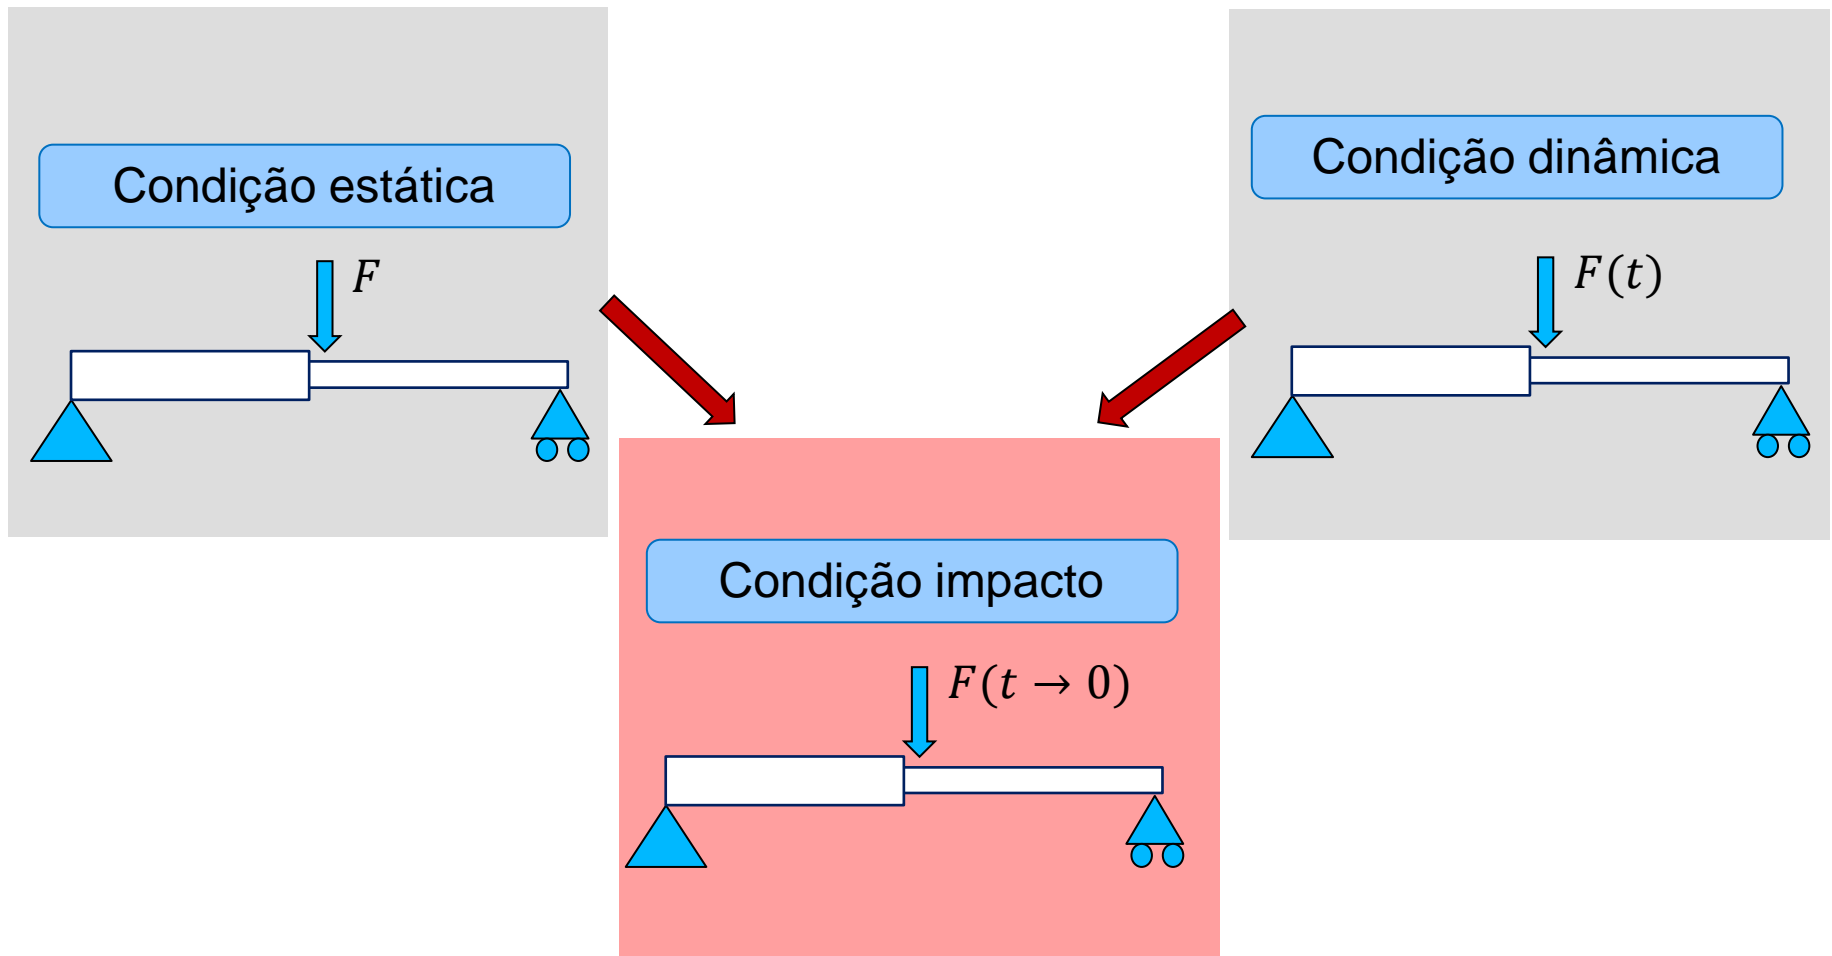 Condição estática
F
Condição dinâmica
F(t)
Condição impacto
F(t → 0)